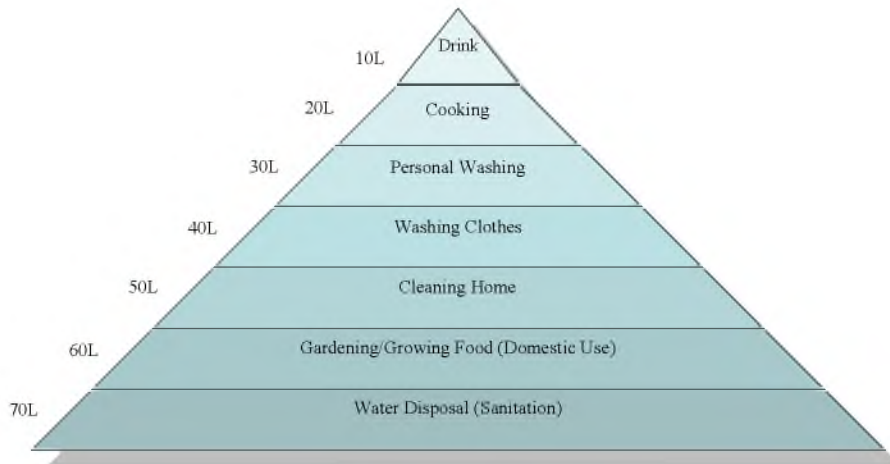 Drink
10L
20L
Cooking
30L
Personal Washing
40L
Washing Clothes
50L
Cleaning Home
60L
Gardening/Growing Food (Domestic Use)
70L
Water Disposal (Sanitation)